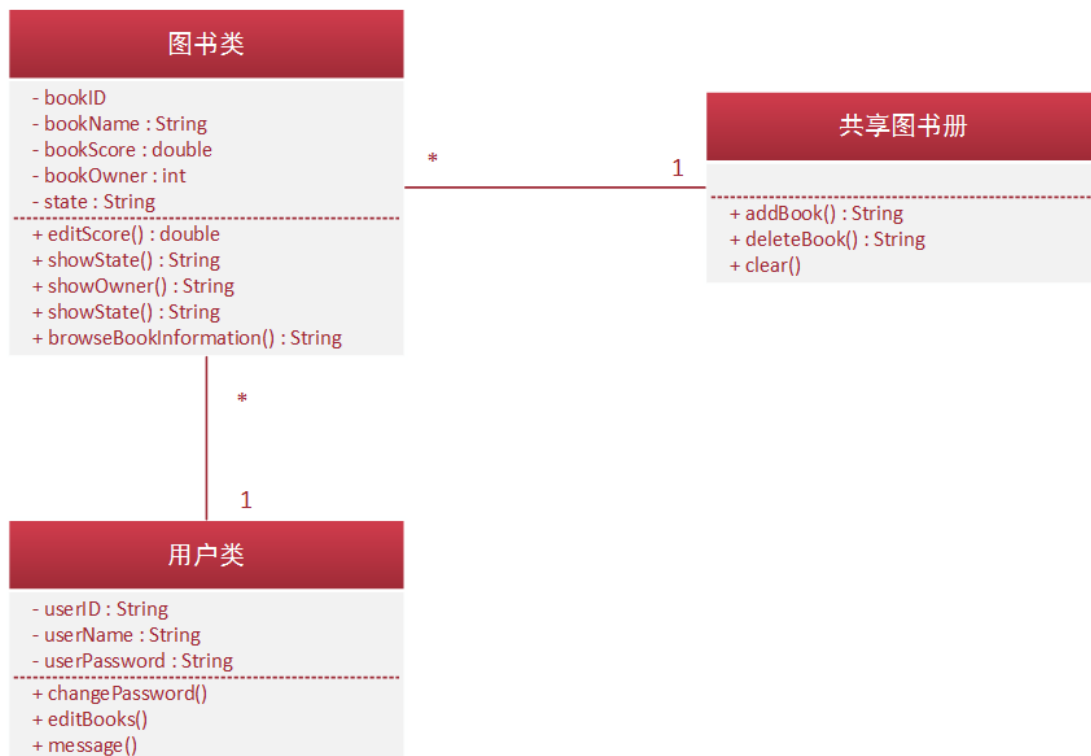 图书类
- bookID
- bookName : String
- bookScore : double
- bookOwner : int
- state : String
+ editScore() : double
+ showState() : String
+ showOwner() : String
+ showState() : String
+ browseBookInformation() : String
*
1
共享图书册
+ addBook() : String
+ deleteBook() : String
+ clear()
*
1
用户类
- userID : String
- userName : String
- userPassword : String
+ changePassword()
+ editBooks()
+ message()